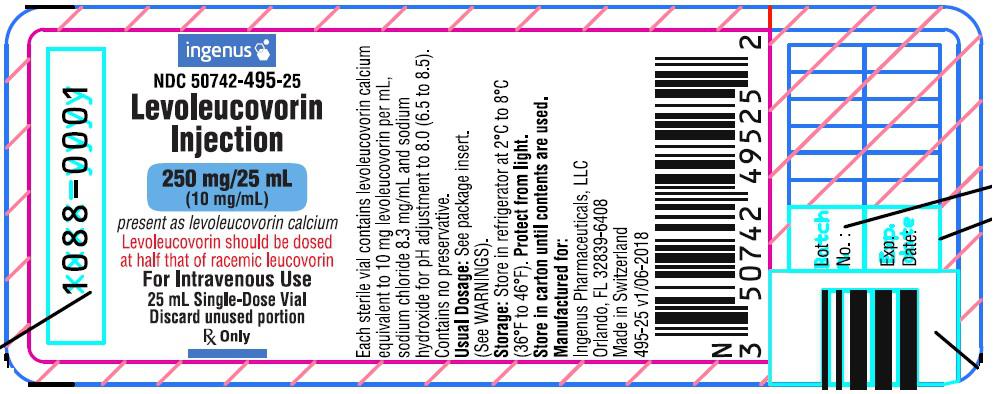 1088-0001
ingenus
NDC 50742-495-25
Levoleucovorin
Injection
250 mg/25 mL
(10 mg/mL)
present as levoleucovorin calcium
Levoleucovorin should be dosed
at half that of racemic leucovorin
For Intravenous Use
25 mL Single-Dose Vial
Discard unused portion
Rx Only
Each sterile vial contains levoleucovorin calcium
equivalent to 10 mg levoleucovorin per mL,
sodium chloride 8.3 mg/mL and sodium
hydroxide for pH adjustment to 8.0 (6.5 to 8.5).
Contains no preservative.
Usual Dosage: See package insert.
(See WARNINGS).
Storage: Store in refrigerator at 2°C to 8°C
(36°F to 46°F). Protect from light.
Store in carton until contents are used.
Manufactured for:
Ingenus Pharmaceuticals, LLC
Orlando, FL 32839-6408
Made in Switzerland
495-25 v1/06-2018
N
3 50742 49525 2
Lot
No.:
Exp.
Date: